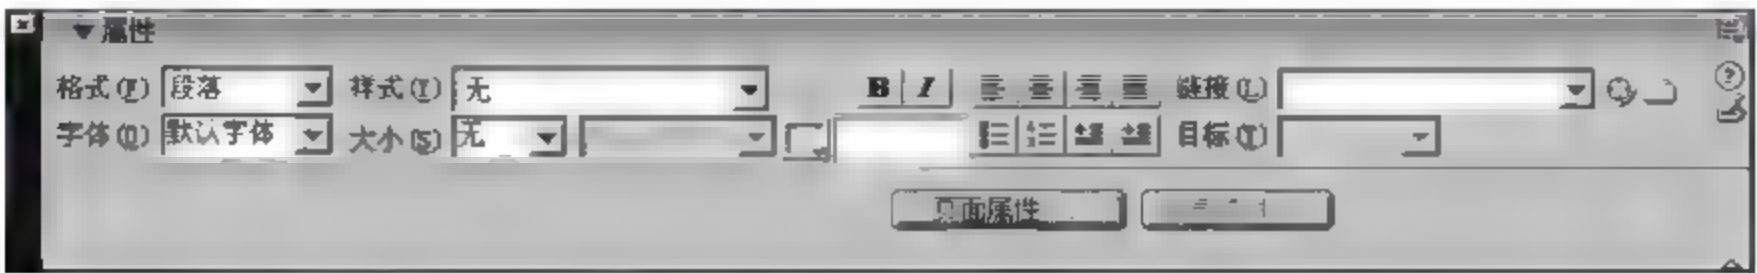 属性
格式(F) 段落 样式(Y) 无 B I 链接(L)
字体(O) 默认字体 大小(S) 无 目标(T)
页面属性